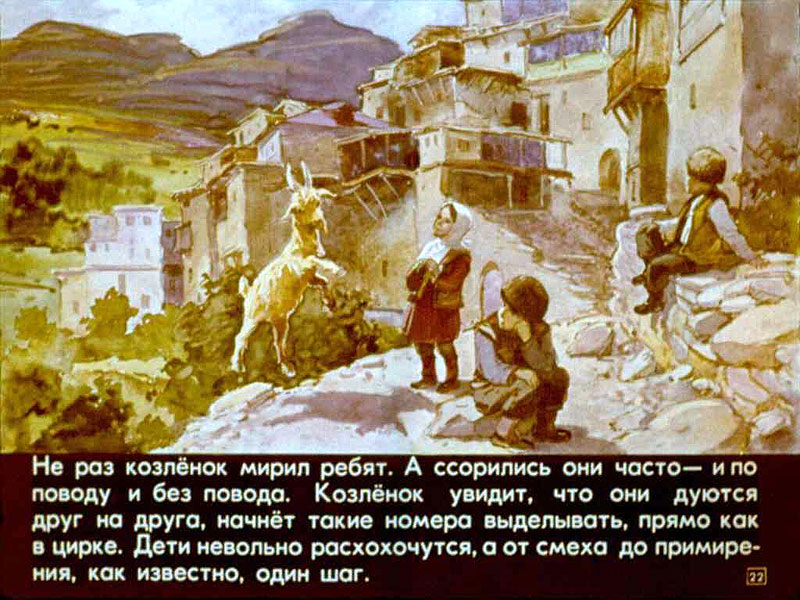 Не раз козлёнок мирил ребят. А ссорились они часто— и по
поводу и без повода. Козлёнок увидит, что они дуются
друг на друга, начнёт такие номера выделывать, прямо как
в цирке. Дети невольно расхохочутся, а от смеха до примире-
ния, как известно, один шаг.
22